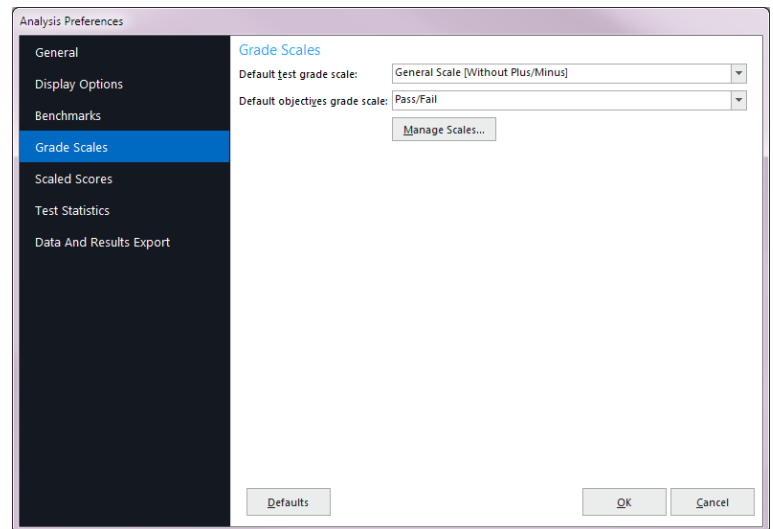 Analysis Preferences
General
Display Options
Benchmarks
Grade Scales
Scaled Scores
Test Statistics
Data And Results Export
Grade Scales
Default test grade scale: General Scale [Without Plus/Minus]
Default objectives grade scale: Pass/Fail
Manage Scales...
Defaults OK Cancel